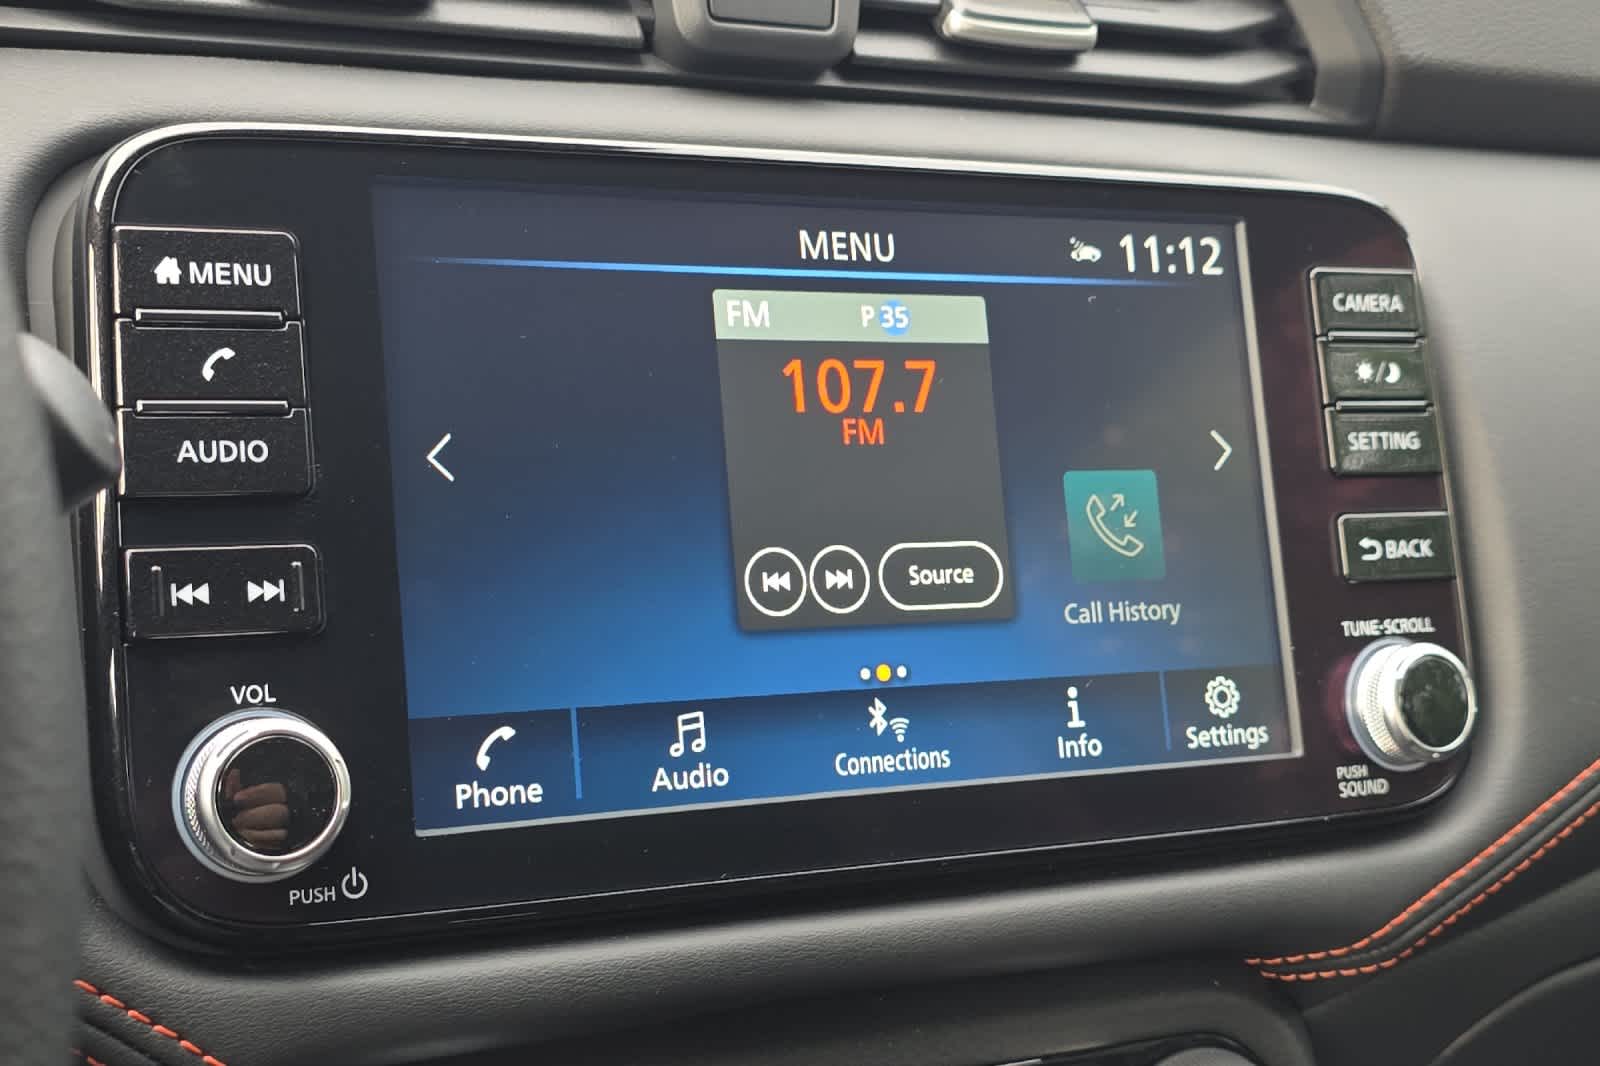 MENU
AUDIO
VOL
PUSH
MENU
11:12
FM P 35
107.7
FM
Source
Call History
Phone
Audio
Connections
Info
Settings
CAMERA
SETTING
BACK
TUNE·SCROLL
PUSH
SOUND